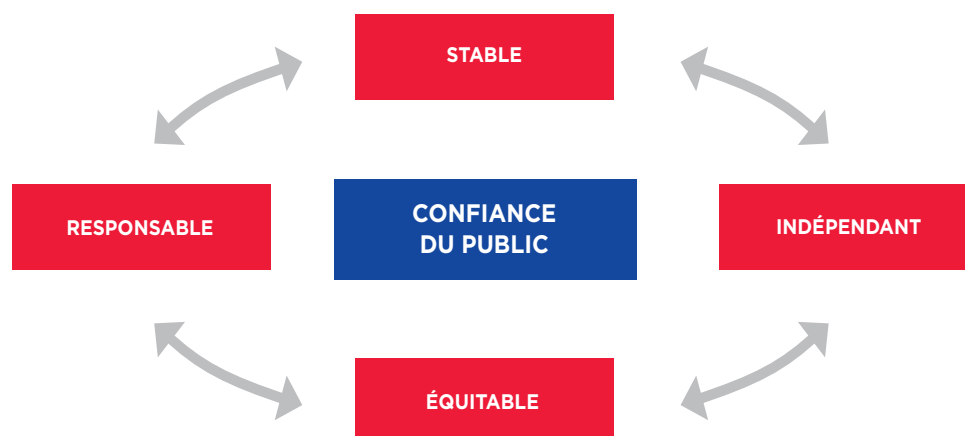 STABLE
RESPONSABLE
CONFIANCE
DU PUBLIC
INDÉPENDANT
ÉQUITABLE